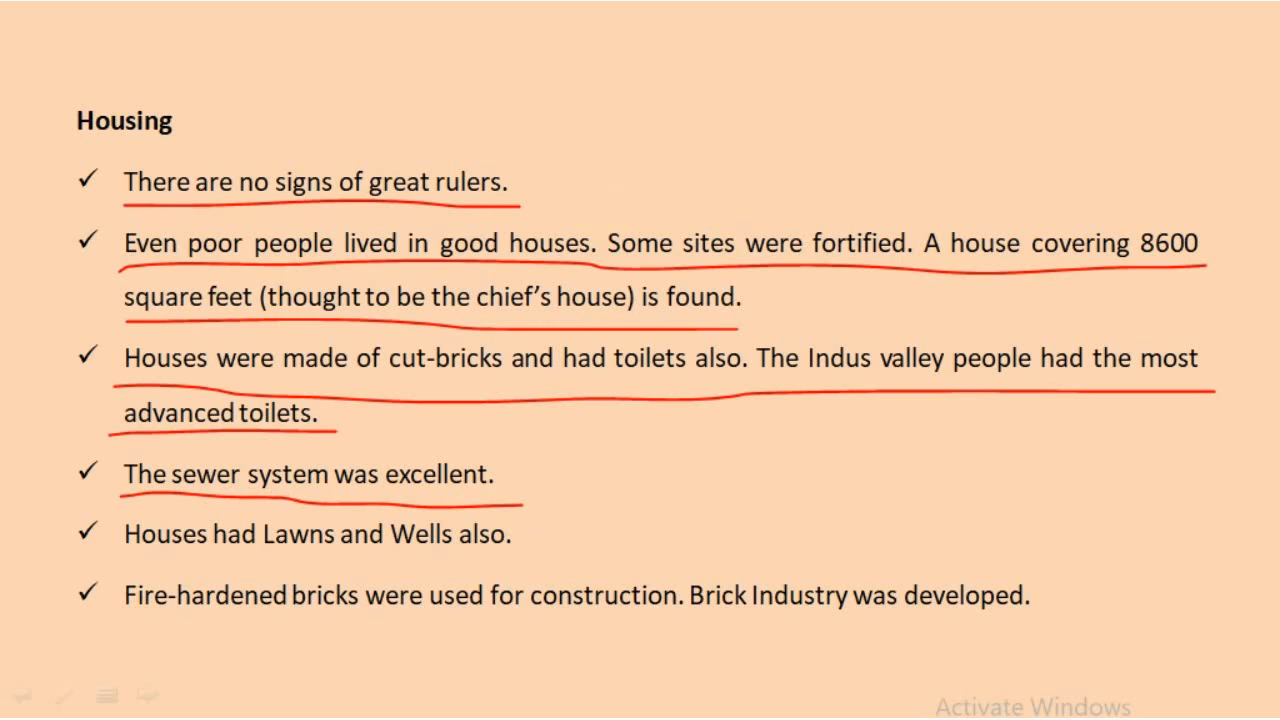 Housing
✓ There are no signs of great rulers.
✓ Even poor people lived in good houses. Some sites were fortified. A house covering 8600
square feet (thought to be the chief’s house) is found.
✓ Houses were made of cut-bricks and had toilets also. The Indus valley people had the most
advanced toilets.
✓ The sewer system was excellent.
✓ Houses had Lawns and Wells also.
✓ Fire-hardened bricks were used for construction. Brick Industry was developed.
Activate Windows